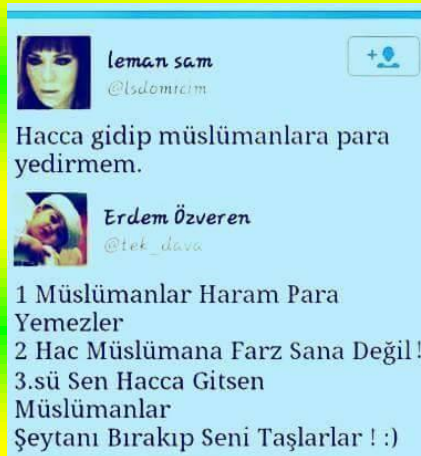 leman sam
@lsdomicim
Hacca gidip müslümanlara para
yedirmem.
Erdem Özveren
@tek_dava
1 Müslümanlar Haram Para
Yemezler
2 Hac Müslümana Farz Sana Değil !
3.sü Sen Hacca Gitsen
Müslümanlar
Şeytanı Bırakıp Seni Taşlarlar ! :)